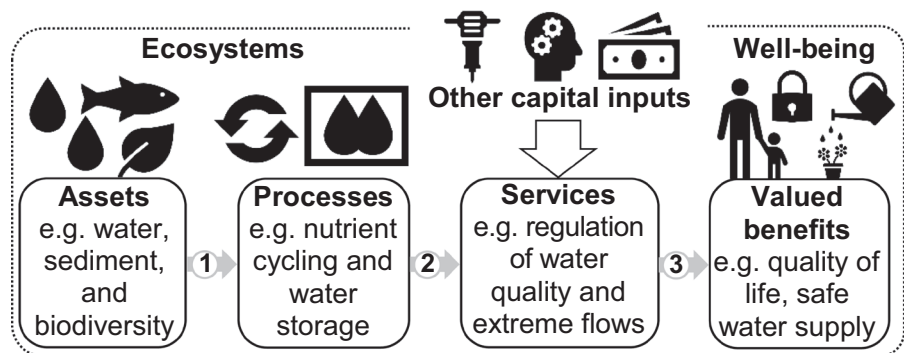 Ecosystems
Other capital inputs
Well-being
Assets
e.g. water,
sediment,
and
biodiversity
1
Processes
e.g. nutrient
cycling and
water
storage
2
Services
e.g. regulation
of water
quality and
extreme flows
3
Valued
benefits
e.g. quality of
life, safe
water supply